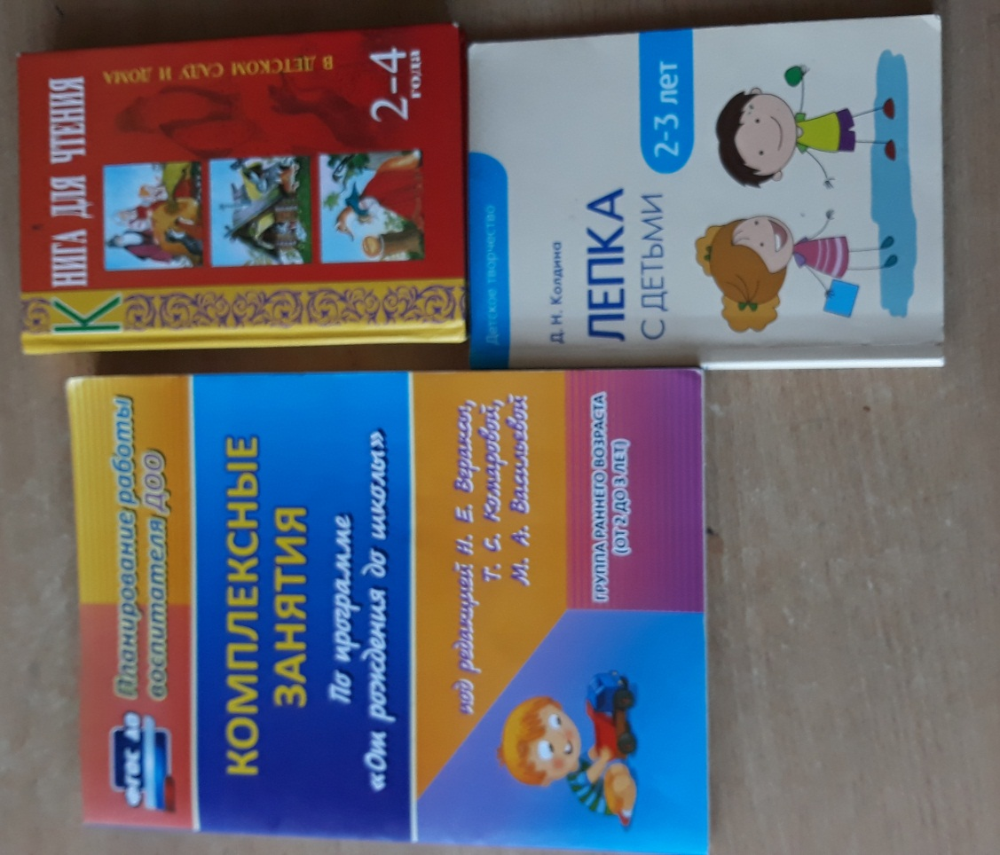 КНИГА ДЛЯ ЧТЕНИЯ
В ДЕТСКОМ САДУ И ДОМА
2-4
года
Детское творчество
Д. Н. Колдина
ЛЕПКА
С ДЕТЬМИ
2-3 лет
ФГЕС ДО
Планирование работы
воспитателя ДОО
КОМПЛЕКСНЫЕ
ЗАНЯТИЯ
По программе
«От рождения до школы»
под редакцией Н. Е. Вераксы,
Т. С. Комаровой,
М. А. Васильевой
ГРУППА РАННЕГО ВОЗРАСТА
(ОТ 2 ДО 3 ЛЕТ)